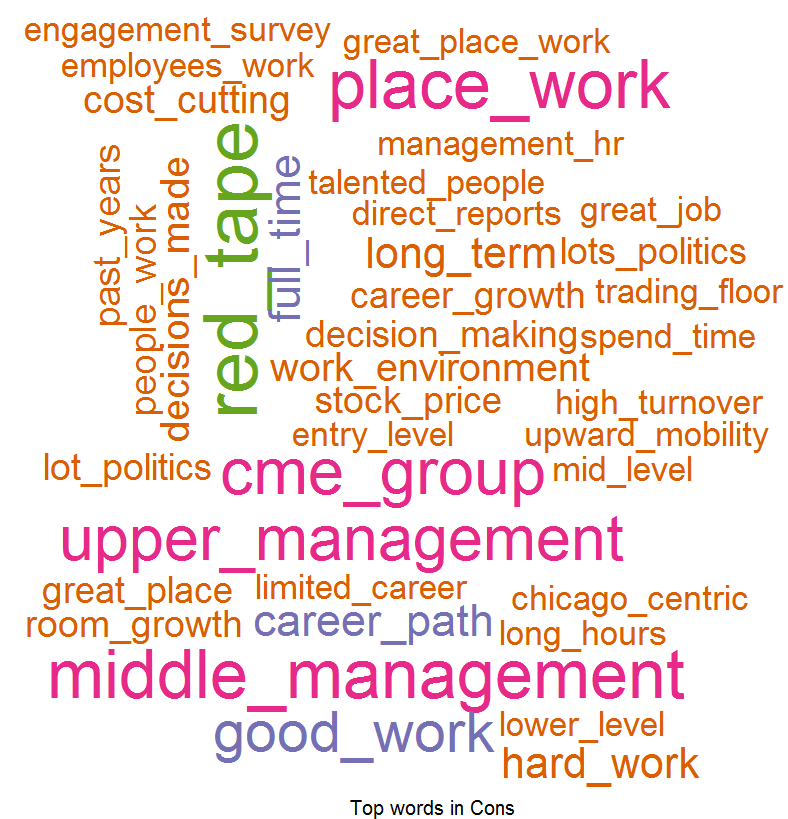 engagement_survey
great_place_work
employees_work
place_work
cost_cutting
management_hr
red_tape
full_time
talented_people
past_years
people_work
decisions_made
direct_reports
great_job
long_term
lots_politics
career_growth
trading_floor
decision_making
spend_time
work_environment
stock_price
high_turnover
entry_level
upward_mobility
lot_politics
cme_group
mid_level
upper_management
great_place
limited_career
chicago_centric
room_growth
career_path
long_hours
middle_management
good_work
lower_level
hard_work
Top words in Cons